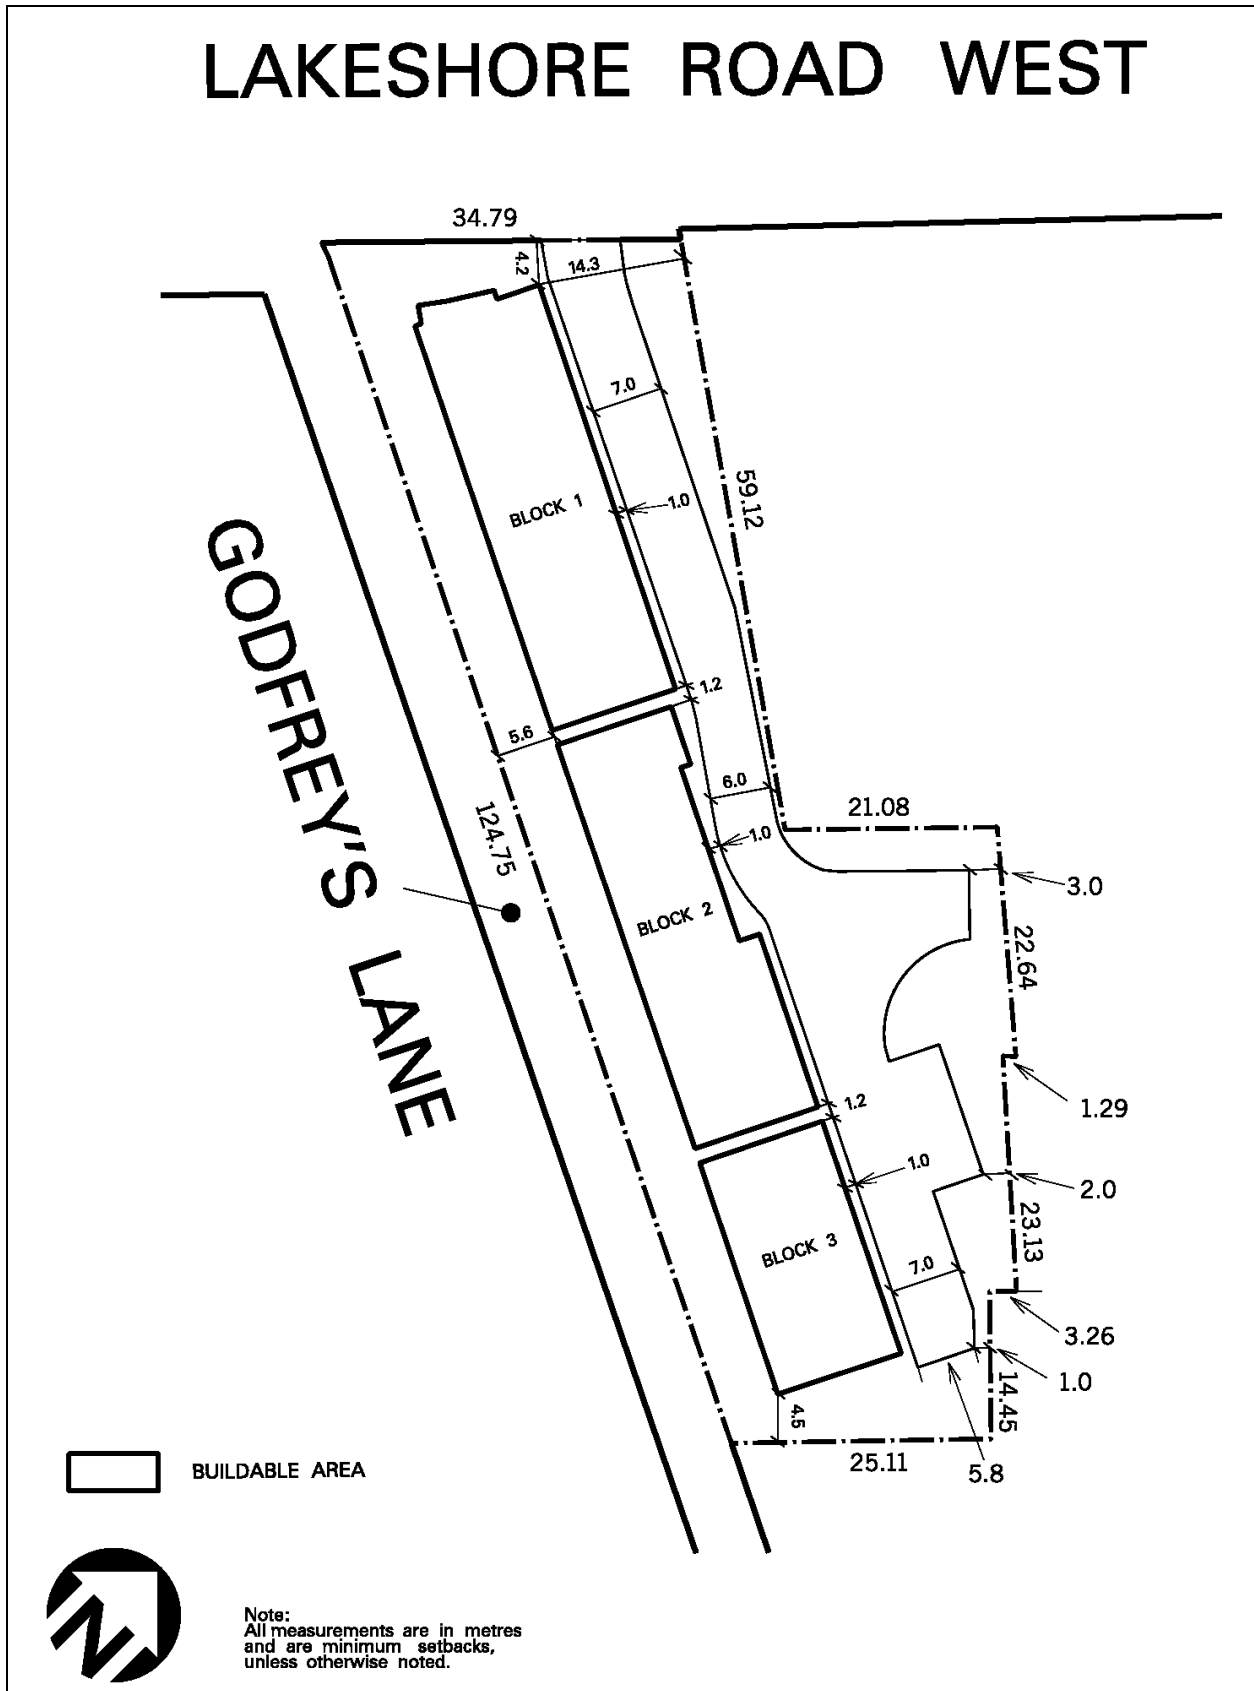 LAKESHORE ROAD WEST
34.79
4.2
14.3
7.0
59.12
BLOCK 1
1.0
GODFREY'S LANE
1.2
5.6
6.0
21.08
124.75
1.0
3.0
BLOCK 2
22.64
1.2
1.29
1.0
2.0
23.13
BLOCK 3
7.0
3.26
1.0
14.45
4.5
25.11
5.8
BUILDABLE AREA
N
Note:
All measurements are in metres
and are minimum setbacks,
unless otherwise noted.